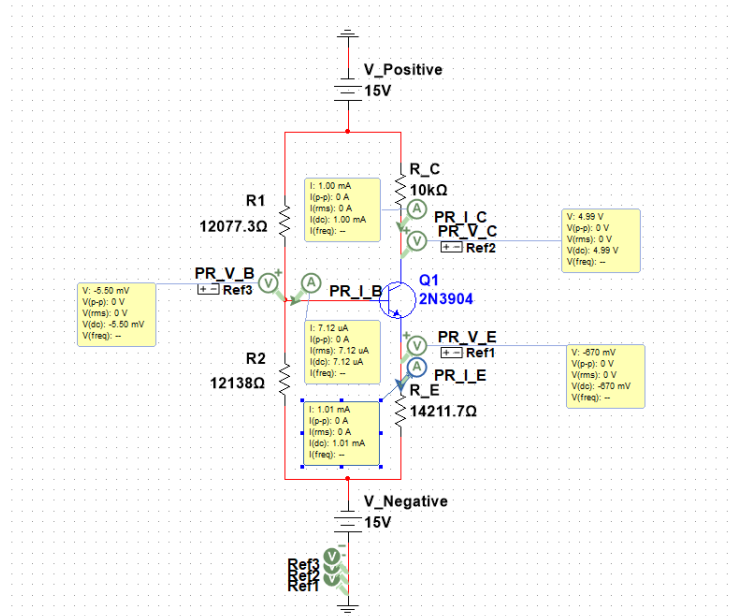 V_Positive
15V
R_C
10kΩ
I: 1.00 mA
I(p-p): 0 A
I(rms): 0 A
I(dc): 1.00 mA
I(freq): --
A
PR_I_C
R1
12077.3Ω
V
PR_V_C
+ - Ref2
V: 4.99 V
V(p-p): 0 V
V(rms): 0 V
V(dc): 4.99 V
V(freq): --
PR_V_B
+ - Ref3
V
A
PR_I_B
Q1
2N3904
V: -5.50 mV
V(p-p): 0 V
V(rms): 0 V
V(dc): -5.50 mV
V(freq): --
I: 7.12 uA
I(p-p): 0 A
I(rms): 7.12 uA
I(dc): 7.12 uA
I(freq): --
PR_V_E
V
+ - Ref1
V: -670 mV
V(p-p): 0 V
V(rms): 0 V
V(dc): -670 mV
V(freq): --
R2
12138Ω
A
PR_I_E
R_E
14211.7Ω
I: 1.01 mA
I(p-p): 0 A
I(rms): 0 A
I(dc): 1.01 mA
I(freq): --
V_Negative
15V
V
Ref3
Ref2
V
Ref1